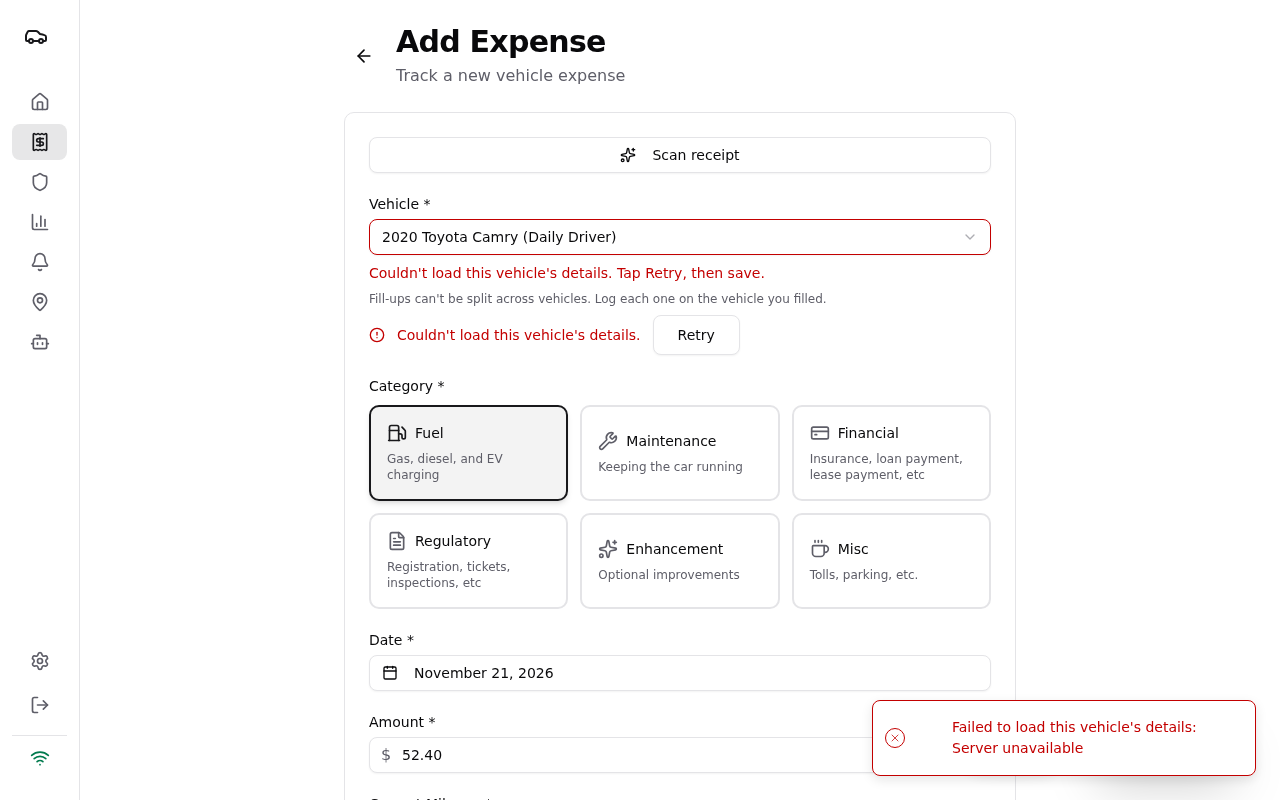 Add Expense
Track a new vehicle expense
Scan receipt
Vehicle *
2020 Toyota Camry (Daily Driver)
Couldn't load this vehicle's details. Tap Retry, then save.
Fill-ups can't be split across vehicles. Log each one on the vehicle you filled.
Couldn't load this vehicle's details.
Retry
Category *
Fuel
Gas, diesel, and EV
charging
Maintenance
Keeping the car running
Financial
Insurance, loan payment,
lease payment, etc
Regulatory
Registration, tickets,
inspections, etc
Enhancement
Optional improvements
Misc
Tolls, parking, etc.
Date *
November 21, 2026
Amount *
$ 52.40
Failed to load this vehicle's details:
Server unavailable